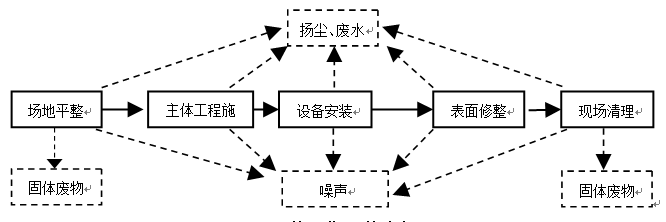 扬尘、废水
场地平整
主体工程施
设备安装
表面修整
现场清理
固体废物
噪声
固体废物